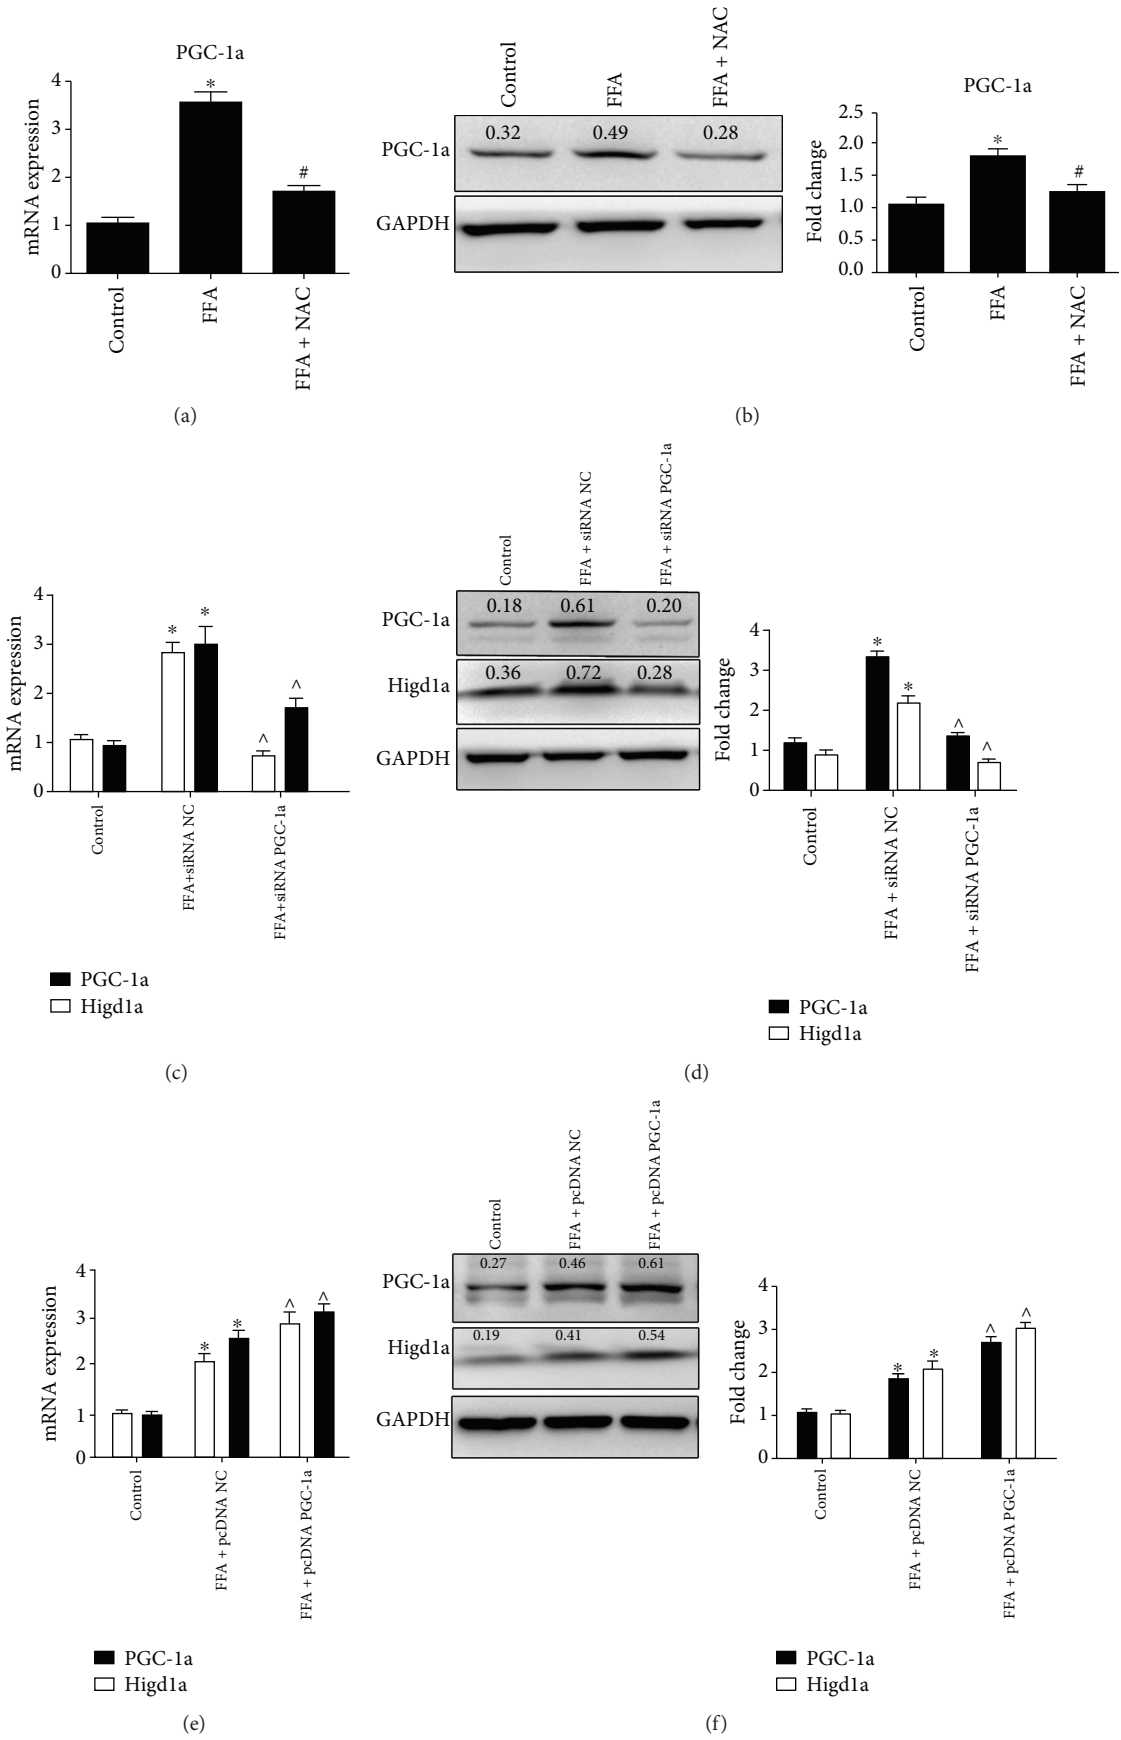 PGC-1a
mRNA expression
4
3
2
1
0
*
#
Control
FFA
FFA + NAC
(a)
Control
FFA
FFA + NAC
PGC-1a
0.32 0.49 0.28
GAPDH
PGC-1a
Fold change
2.5
2.0
1.5
1.0
0.5
0.0
*
#
Control
FFA
FFA + NAC
(b)
mRNA expression
4
3
2
1
0
* *
^ ^
Control
FFA+siRNA NC
FFA+siRNA PGC-1a
PGC-1a
Higd1a
(c)
Control
FFA + siRNA NC
FFA + siRNA PGC-1a
PGC-1a
0.18 0.61 0.20
Higd1a
0.36 0.72 0.28
GAPDH
Fold change
4
3
2
1
0
* *
^ ^
Control
FFA + siRNA NC
FFA + siRNA PGC-1a
PGC-1a
Higd1a
(d)
mRNA expression
4
3
2
1
0
* *
^ ^
Control
FFA + pcDNA NC
FFA + pcDNA PGC-1a
PGC-1a
Higd1a
(e)
Control
FFA + pcDNA NC
FFA + pcDNA PGC-1a
PGC-1a
0.27 0.46 0.61
Higd1a
0.19 0.41 0.54
GAPDH
Fold change
4
3
2
1
0
* *
^ ^
Control
FFA + pcDNA NC
FFA + pcDNA PGC-1a
PGC-1a
Higd1a
(f)